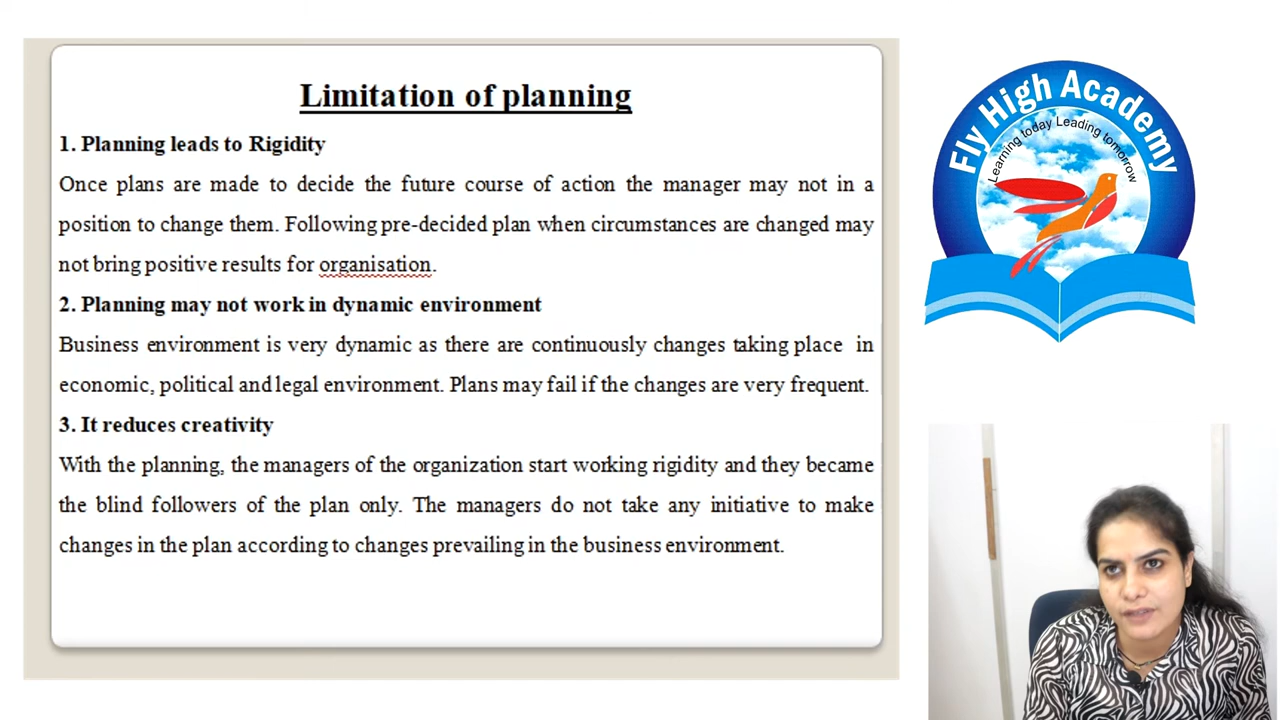 Limitation of planning
1. Planning leads to Rigidity
Once plans are made to decide the future course of action the manager may not in a
position to change them. Following pre-decided plan when circumstances are changed may
not bring positive results for organisation.
2. Planning may not work in dynamic environment
Business environment is very dynamic as there are continuously changes taking place in
economic, political and legal environment. Plans may fail if the changes are very frequent.
3. It reduces creativity
With the planning, the managers of the organization start working rigidity and they became
the blind followers of the plan only. The managers do not take any initiative to make
changes in the plan according to changes prevailing in the business environment.
Fly High Academy
Learning today Leading tomorrow